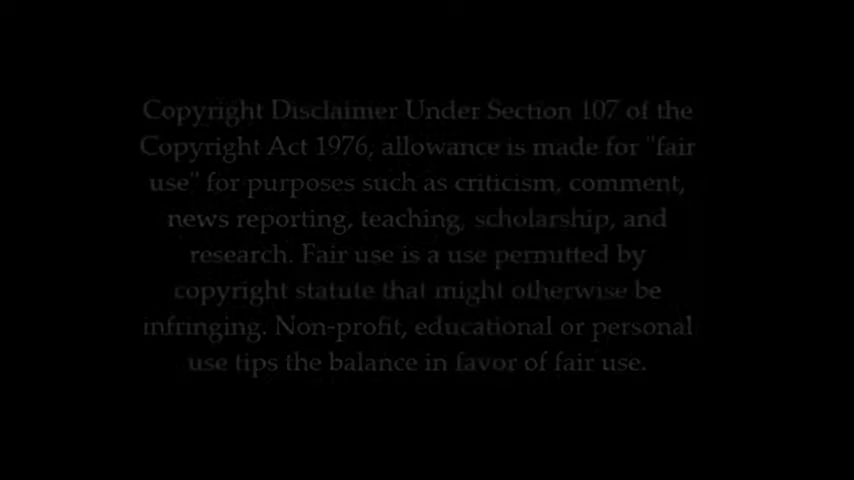 Copyright Disclaimer Under Section 107 of the
Copyright Act 1976, allowance is made for "fair
use" for purposes such as criticism, comment,
news reporting, teaching, scholarship, and
research. Fair use is a use permitted by
copyright statute that might otherwise be
infringing. Non-profit, educational or personal
use tips the balance in favor of fair use.